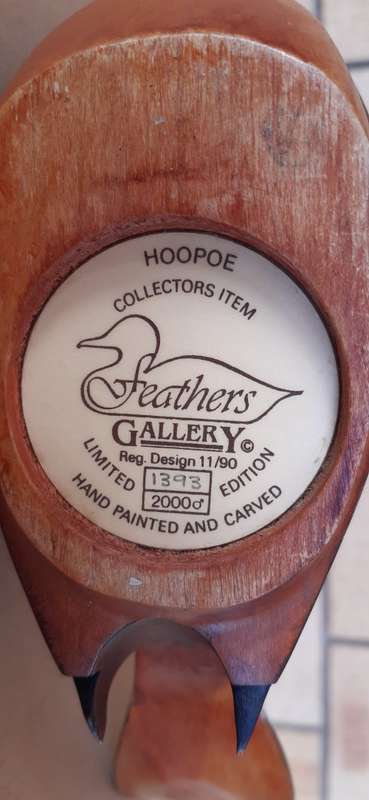 HOOPOE
COLLECTORS ITEM
Feathers
GALLERY©
Reg. Design 11/90
LIMITED EDITION
1393
2000♂
HAND PAINTED AND CARVED